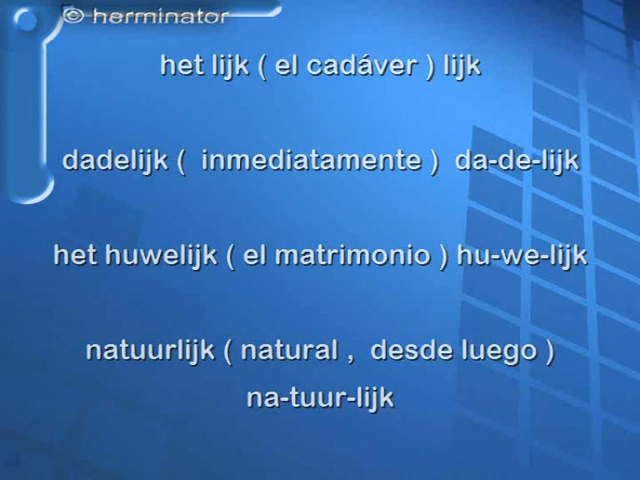 © herminator
het lijk ( el cadáver ) lijk
dadelijk ( inmediatamente ) da-de-lijk
het huwelijk ( el matrimonio ) hu-we-lijk
natuurlijk ( natural , desde luego )
na-tuur-lijk